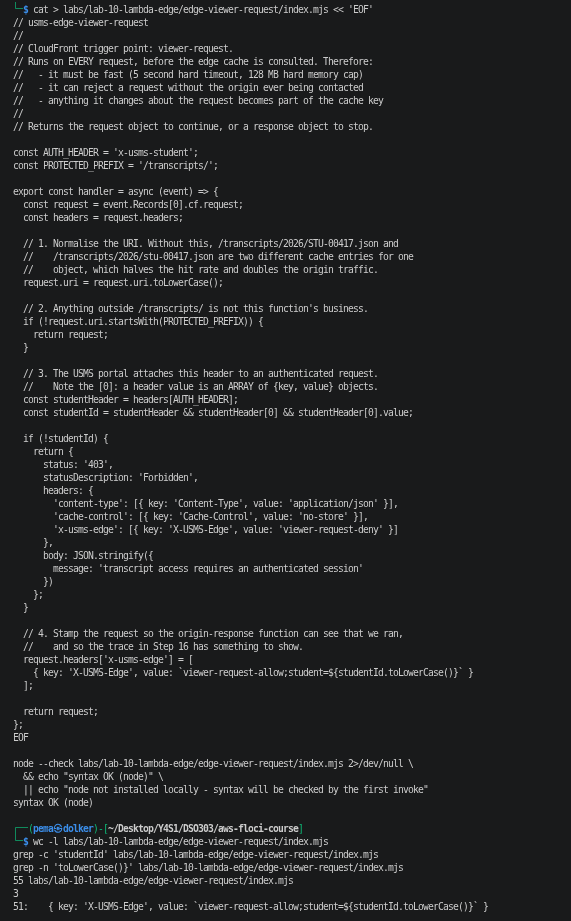 └─$ cat > labs/lab-10-lambda-edge/edge-viewer-request/index.mjs << 'EOF'
// usms-edge-viewer-request
//
// CloudFront trigger point: viewer-request.
// Runs on EVERY request, before the edge cache is consulted. Therefore:
//   - it must be fast (5 second hard timeout, 128 MB hard memory cap)
//   - it can reject a request without the origin ever being contacted
//   - anything it changes about the request becomes part of the cache key
//
// Returns the request object to continue, or a response object to stop.

const AUTH_HEADER = 'x-usms-student';
const PROTECTED_PREFIX = '/transcripts/';

export const handler = async (event) => {
  const request = event.Records[0].cf.request;
  const headers = request.headers;

  // 1. Normalise the URI. Without this, /transcripts/2026/STU-00417.json and
  //    /transcripts/2026/stu-00417.json are two different cache entries for one
  //    object, which halves the hit rate and doubles the origin traffic.
  request.uri = request.uri.toLowerCase();

  // 2. Anything outside /transcripts/ is not this function's business.
  if (!request.uri.startsWith(PROTECTED_PREFIX)) {
    return request;
  }

  // 3. The USMS portal attaches this header to an authenticated request.
  //    Note the [0]: a header value is an ARRAY of {key, value} objects.
  const studentHeader = headers[AUTH_HEADER];
  const studentId = studentHeader && studentHeader[0] && studentHeader[0].value;

  if (!studentId) {
    return {
      status: '403',
      statusDescription: 'Forbidden',
      headers: {
        'content-type': [{ key: 'Content-Type', value: 'application/json' }],
        'cache-control': [{ key: 'Cache-Control', value: 'no-store' }],
        'x-usms-edge': [{ key: 'X-USMS-Edge', value: 'viewer-request-deny' }]
      },
      body: JSON.stringify({
        message: 'transcript access requires an authenticated session'
      })
    };
  }

  // 4. Stamp the request so the origin-response function can see that we ran,
  //    and so the trace in Step 16 has something to show.
  request.headers['x-usms-edge'] = [
    { key: 'X-USMS-Edge', value: `viewer-request-allow;student=${studentId.toLowerCase()}` }
  ];

  return request;
};
EOF

node --check labs/lab-10-lambda-edge/edge-viewer-request/index.mjs 2>/dev/null \
  && echo "syntax OK (node)" \
  || echo "node not installed locally - syntax will be checked by the first invoke"
syntax OK (node)

┌──(pema㉿dolker)-[~/Desktop/Y4S1/DSO303/aws-floci-course]
└─$ wc -l labs/lab-10-lambda-edge/edge-viewer-request/index.mjs
grep -c 'studentId' labs/lab-10-lambda-edge/edge-viewer-request/index.mjs
grep -n 'toLowerCase()}' labs/lab-10-lambda-edge/edge-viewer-request/index.mjs
55 labs/lab-10-lambda-edge/edge-viewer-request/index.mjs
3
51:    { key: 'X-USMS-Edge', value: `viewer-request-allow;student=${studentId.toLowerCase()}` }